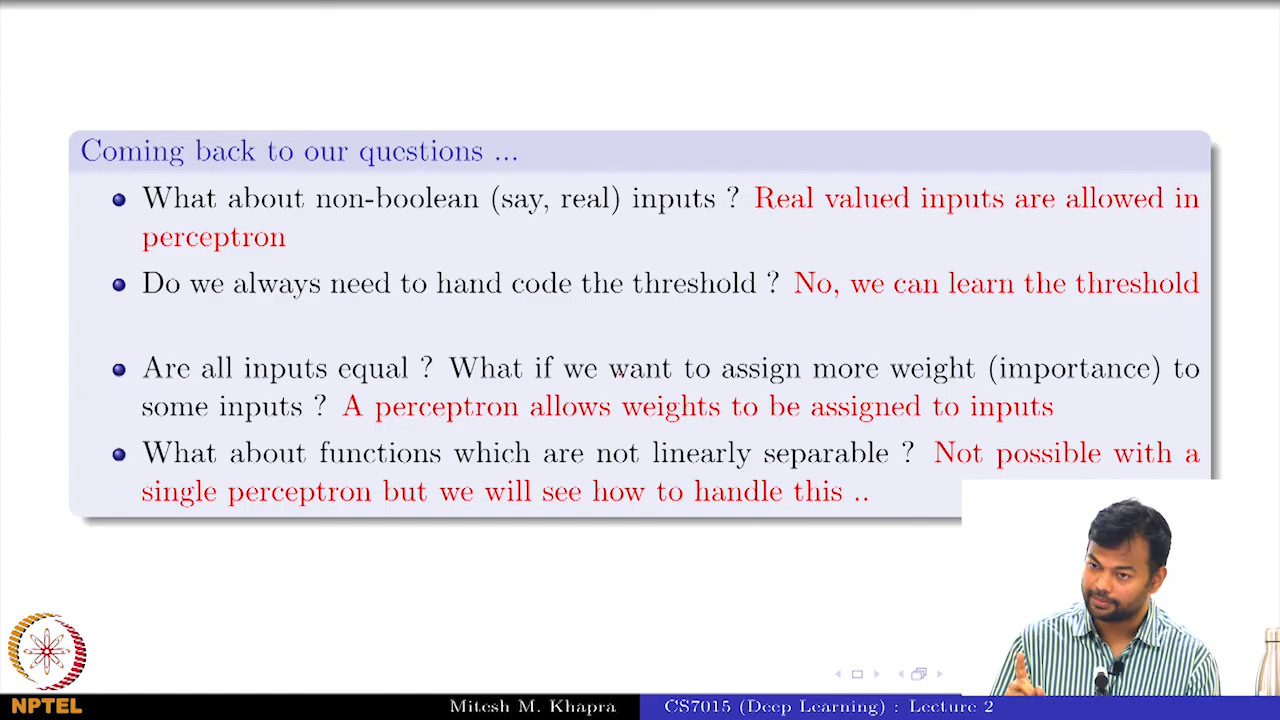 Coming back to our questions ...
What about non-boolean (say, real) inputs ? Real valued inputs are allowed in
perceptron
Do we always need to hand code the threshold ? No, we can learn the threshold
Are all inputs equal ? What if we want to assign more weight (importance) to
some inputs ? A perceptron allows weights to be assigned to inputs
What about functions which are not linearly separable ? Not possible with a
single perceptron but we will see how to handle this ..
NPTEL
Mitesh M. Khapra
CS7015 (Deep Learning) : Lecture 2